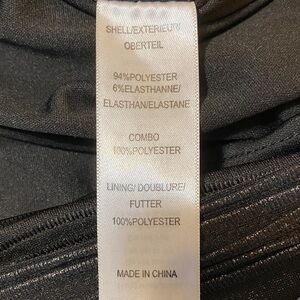 SHELL/EXTERIEUR/
OBERTEIL
94%POLYESTER
6%ELASTHANNE/
ELASTHAN/ELASTANE
COMBO
100%POLYESTER
LINING/DOUBLURE/
FUTTER
100%POLYESTER
MADE IN CHINA